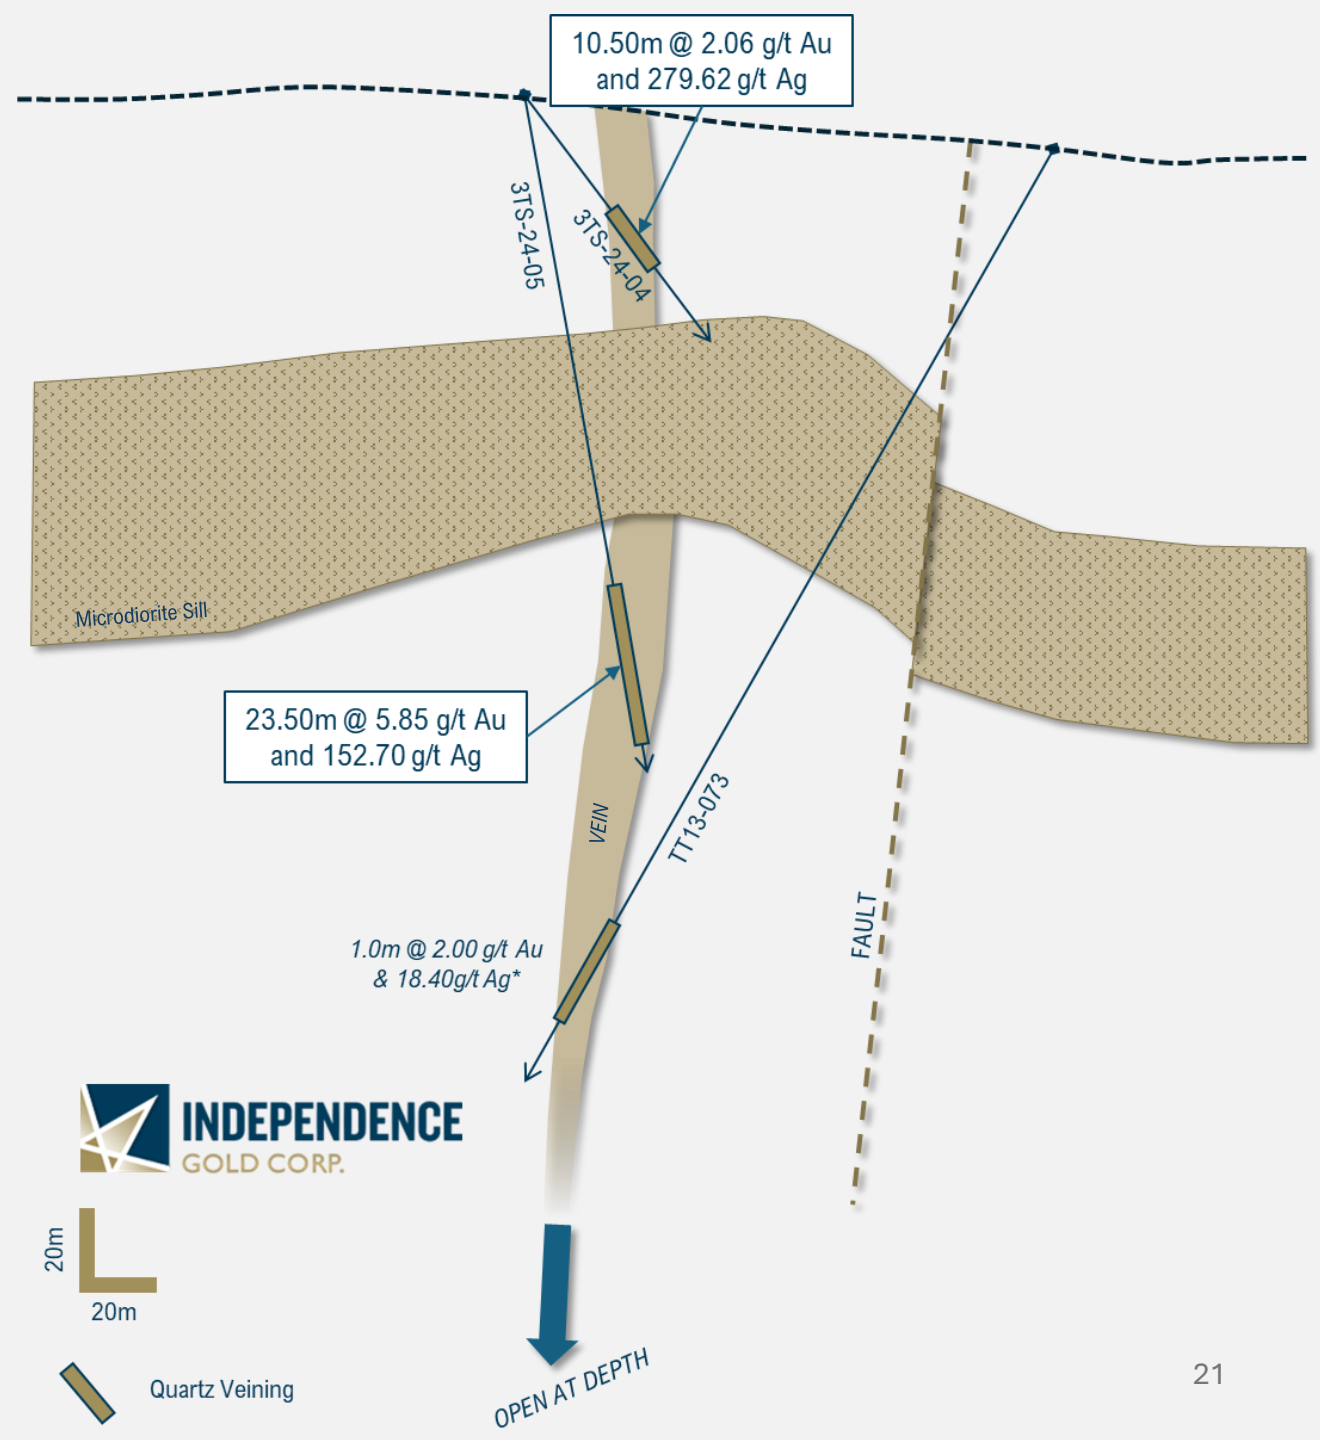 10.50m @ 2.06 g/t Au
and 279.62 g/t Ag
3TS-24-05
3TS-24-04
Microdiorite Sill
23.50m @ 5.85 g/t Au
and 152.70 g/t Ag
VEIN
TT13-073
FAULT
1.0m @ 2.00 g/t Au
& 18.40g/t Ag*
INDEPENDENCE
GOLD CORP.
20m
20m
Quartz Veining
OPEN AT DEPTH
21